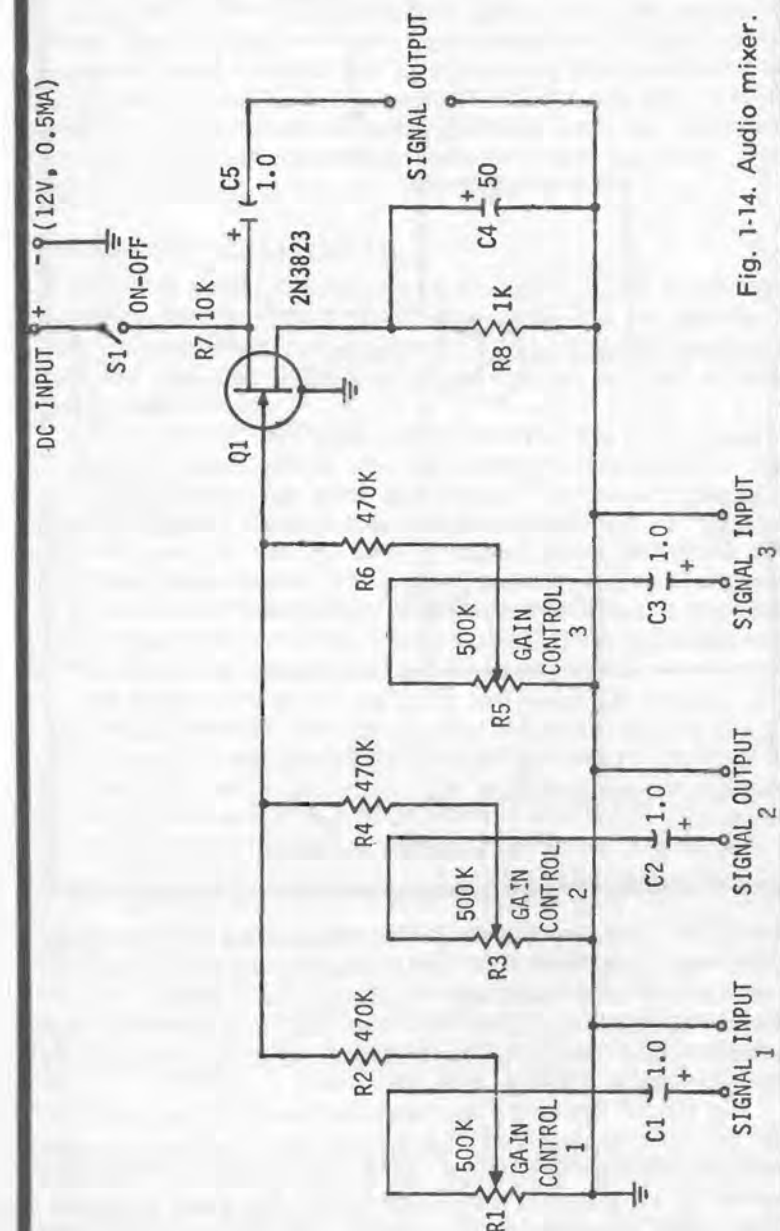 DC INPUT + - (12V, 0.5MA)
S1
ON-OFF
R7 10K
C5
1.0
+
Q1
2N3823
SIGNAL OUTPUT
R8 1K
C4
+
50
R2 470K
R4 470K
R6 470K
500K
R1
GAIN
CONTROL
1
500K
R3
GAIN
CONTROL
2
500K
R5
GAIN
CONTROL
3
C1 1.0
+
C2 1.0
+
C3 1.0
+
SIGNAL INPUT
1
SIGNAL OUTPUT
2
SIGNAL INPUT
3
Fig. 1-14. Audio mixer.